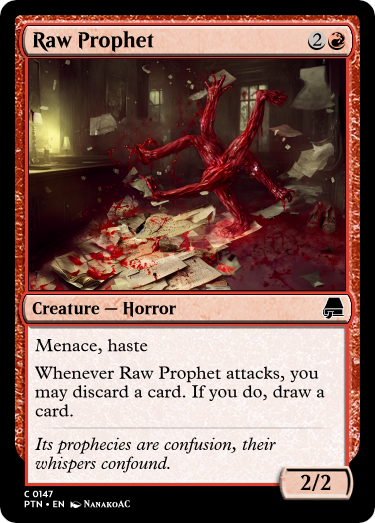 Raw Prophet 2
Creature — Horror
Menace, haste
Whenever Raw Prophet attacks, you
may discard a card. If you do, draw a
card.
Its prophecies are confusion, their
whispers confound.
2/2
C 0147
PTN • EN NanakoAC